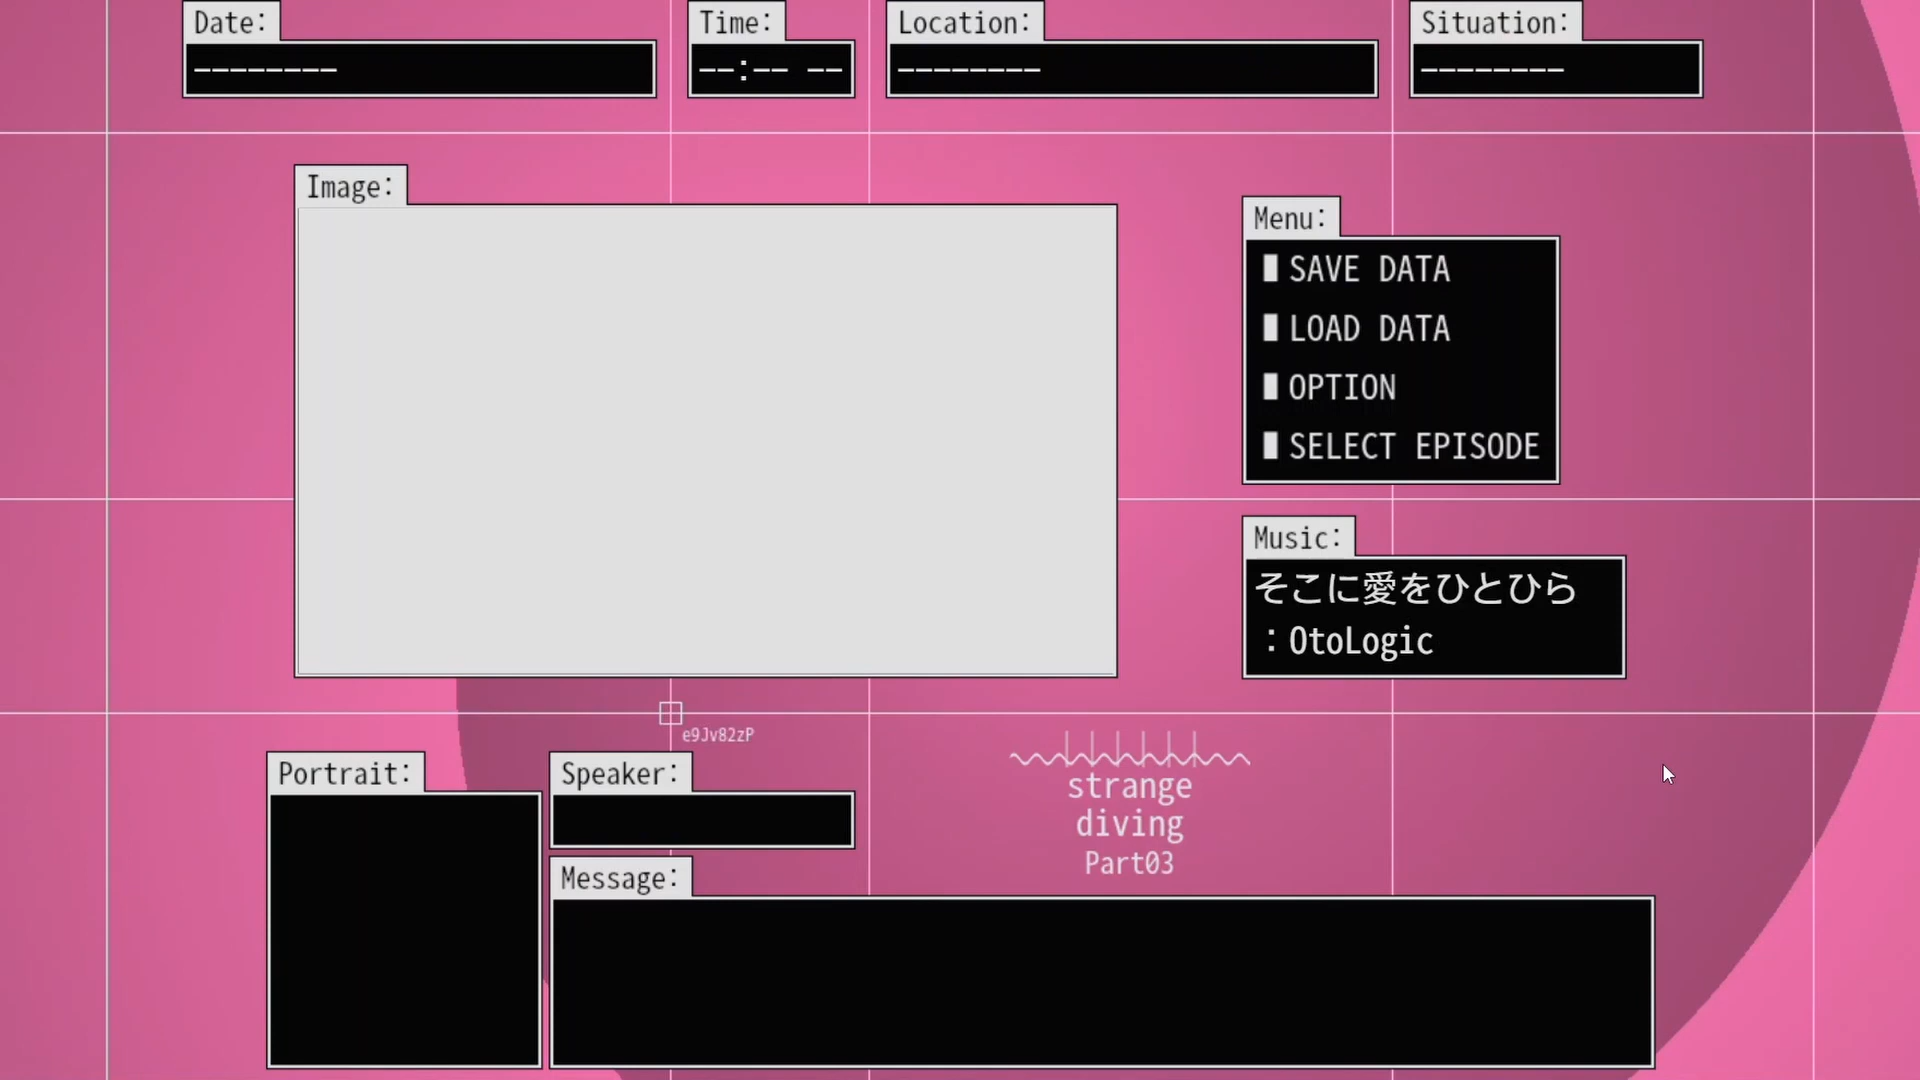 Date:
--------
Time:
--:-- --
Location:
--------
Situation:
--------
Image:
Menu:
SAVE DATA
LOAD DATA
OPTION
SELECT EPISODE
Music:
そこに愛をひとひら
：OtoLogic
e9Jv82zP
strange
diving
Part03
Portrait:
Speaker:
Message: